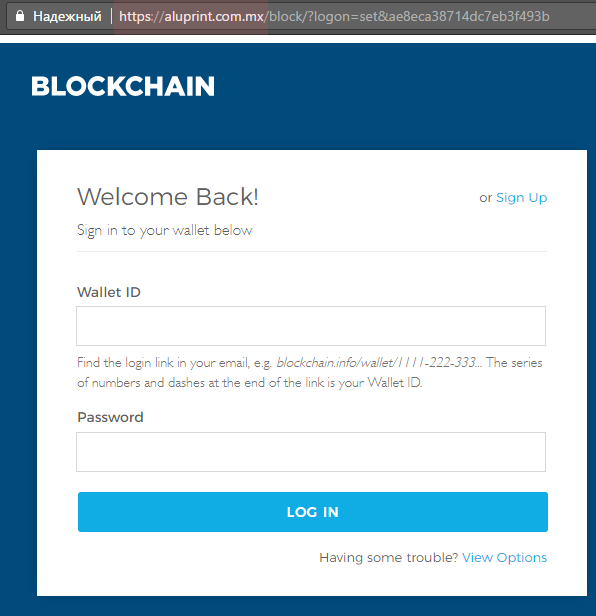 Надежный https://aluprint.com.mx/block/?logon=set&ae8eca38714dc7eb3f493b
BLOCKCHAIN
Welcome Back!
or Sign Up
Sign in to your wallet below
Wallet ID
Find the login link in your email, e.g. blockchain.info/wallet/1111-222-333... The series
of numbers and dashes at the end of the link is your Wallet ID.
Password
LOG IN
Having some trouble? View Options